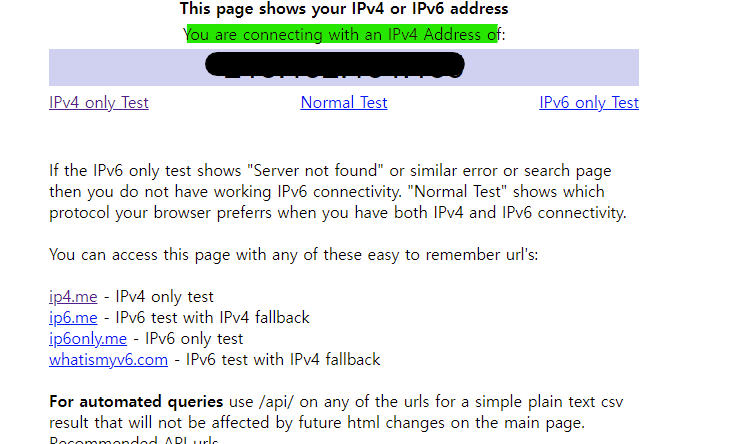 This page shows your IPv4 or IPv6 address
You are connecting with an IPv4 Address of:
IPv4 only Test Normal Test IPv6 only Test
If the IPv6 only test shows "Server not found" or similar error or search page
then you do not have working IPv6 connectivity. "Normal Test" shows which
protocol your browser preferrs when you have both IPv4 and IPv6 connectivity.
You can access this page with any of these easy to remember url's:
ip4.me - IPv4 only test
ip6.me - IPv6 test with IPv4 fallback
ip6only.me - IPv6 only test
whatismyv6.com - IPv6 test with IPv4 fallback
For automated queries use /api/ on any of the urls for a simple plain text csv
result that will not be affected by future html changes on the main page.
Recommended API urls